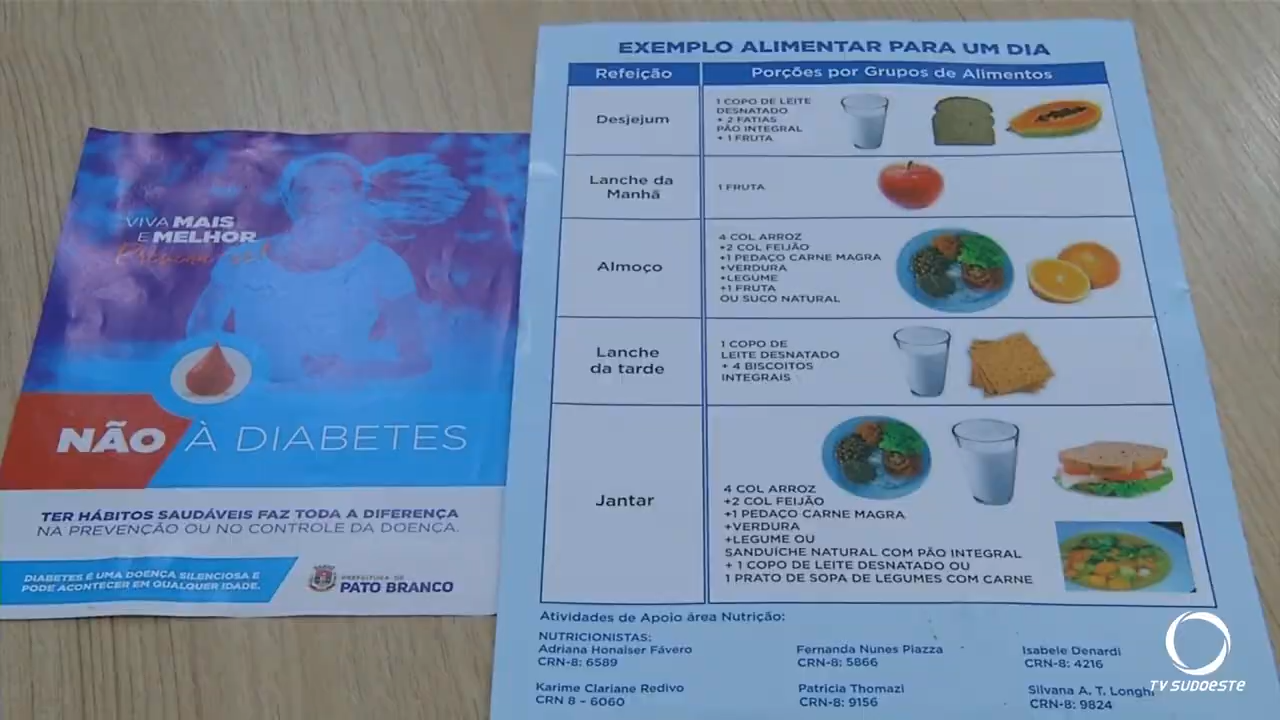 VIVA MAIS
E MELHOR
NÃO À DIABETES
TER HÁBITOS SAUDÁVEIS FAZ TODA A DIFERENÇA
NA PREVENÇÃO OU NO CONTROLE DA DOENÇA.
DIABETES É UMA DOENÇA SILENCIOSA E
PODE ACONTECER EM QUALQUER IDADE.
PREFEITURA DE
PATO BRANCO
EXEMPLO ALIMENTAR PARA UM DIA
Refeição
Porções por Grupos de Alimentos
Desjejum
1 COPO DE LEITE
DESNATADO
+ 2 FATIAS
PÃO INTEGRAL
+ 1 FRUTA
Lanche da
Manhã
1 FRUTA
Almoço
4 COL ARROZ
+2 COL FEIJÃO
+1 PEDAÇO CARNE MAGRA
+VERDURA
+LEGUME
+1 FRUTA
OU SUCO NATURAL
Lanche
da tarde
1 COPO DE
LEITE DESNATADO
+ 4 BISCOITOS
INTEGRAIS
Jantar
4 COL ARROZ
+2 COL FEIJÃO
+1 PEDAÇO CARNE MAGRA
+VERDURA
+LEGUME OU
SANDUÍCHE NATURAL COM PÃO INTEGRAL
+ 1 COPO DE LEITE DESNATADO OU
1 PRATO DE SOPA DE LEGUMES COM CARNE
Atividades de Apoio área Nutrição:
NUTRICIONISTAS:
Adriana Honaiser Fávero
CRN-8: 6589
Fernanda Nunes Piazza
CRN-8: 5866
Isabele Denardi
CRN-8: 4216
Karime Clariane Redivo
CRN 8 – 6060
Patricia Thomazi
CRN-8: 9156
Silvana A. T. Longhi
CRN-8: 9824
TV SUDOESTE